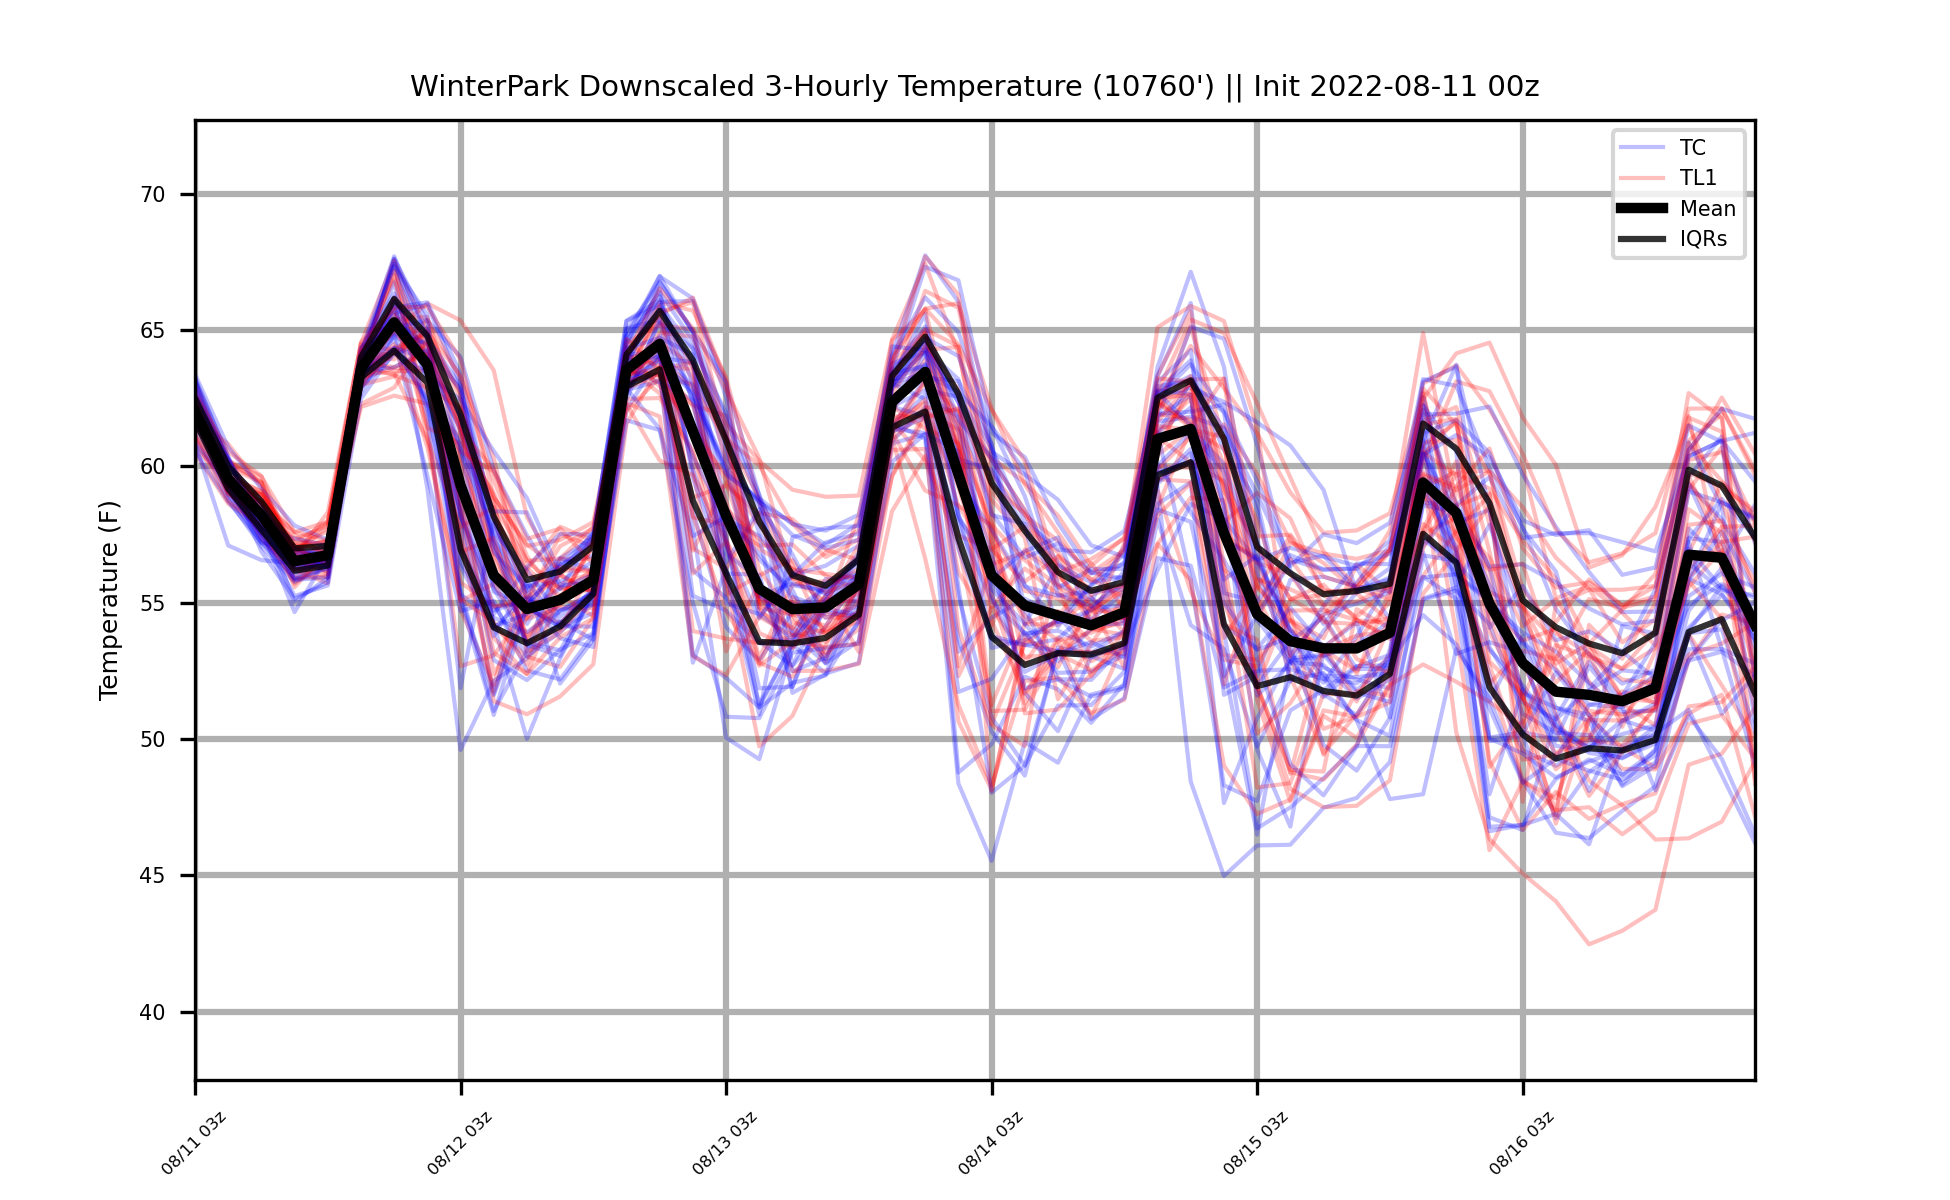 WinterPark Downscaled 3-Hourly Temperature (10760') || Init 2022-08-11 00z
TC
TL1
Mean
IQRs
Temperature (F)
70
65
60
55
50
45
40
08/11 03z
08/12 03z
08/13 03z
08/14 03z
08/15 03z
08/16 03z